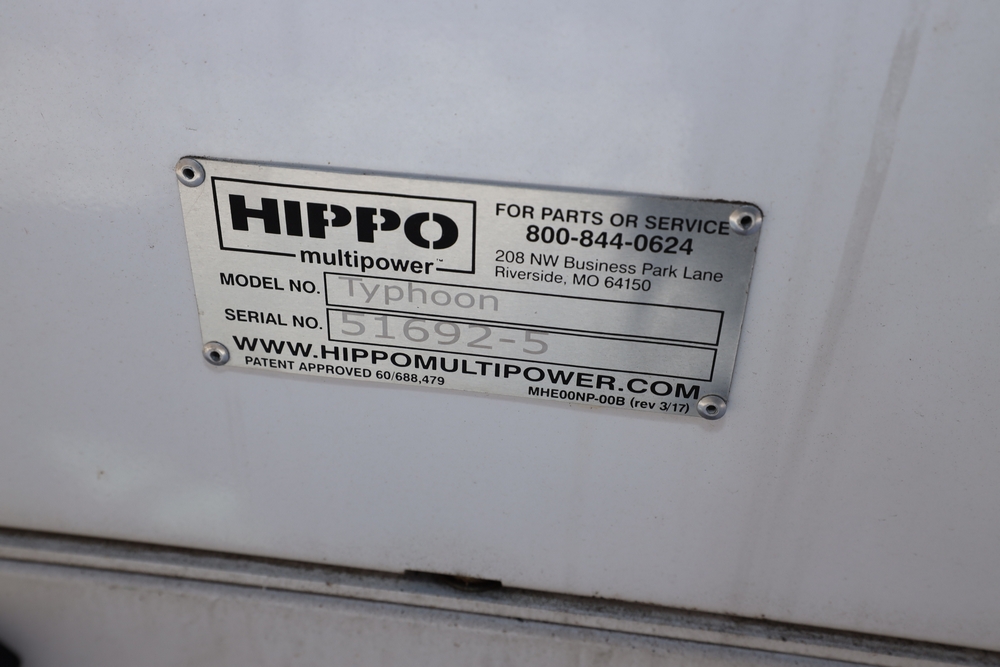 HIPPO
multipower™
FOR PARTS OR SERVICE
800-844-0624
208 NW Business Park Lane
Riverside, MO 64150
MODEL NO. Typhoon
SERIAL NO. 51692-5
WWW.HIPPOMULTIPOWER.COM
PATENT APPROVED 60/688,479
MHE00NP-00B (rev 3/17)